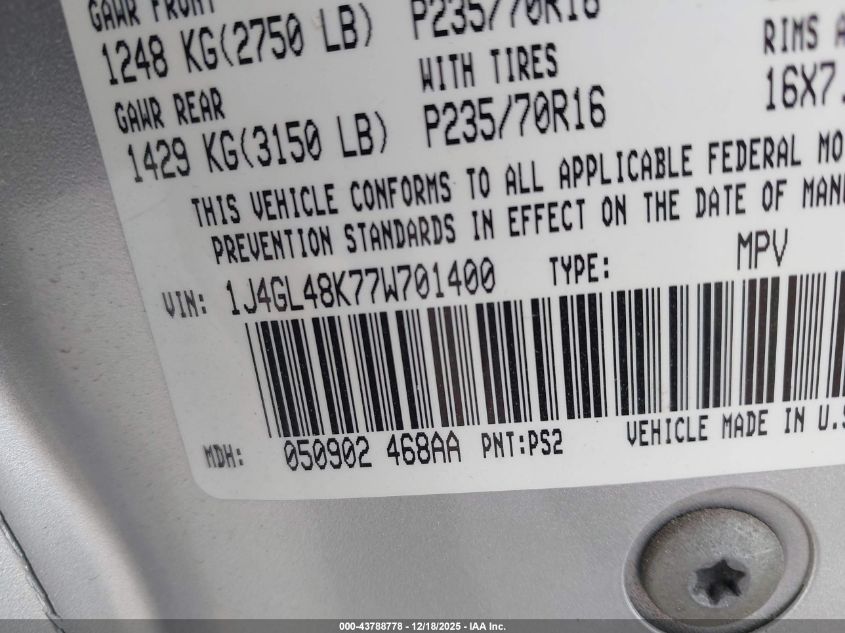 GAWR FRONT P235/70R16
1248 KG(2750 LB) WITH TIRES RIMS A
GAWR REAR P235/70R16 16X7.
1429 KG(3150 LB)
THIS VEHICLE CONFORMS TO ALL APPLICABLE FEDERAL MO
PREVENTION STANDARDS IN EFFECT ON THE DATE OF MANU
VIN: 1J4GL48K77W701400 TYPE: MPV
MDH: 050902 468AA PNT:PS2 VEHICLE MADE IN U.S
000-43788778 - 12/18/2025 - IAA Inc.